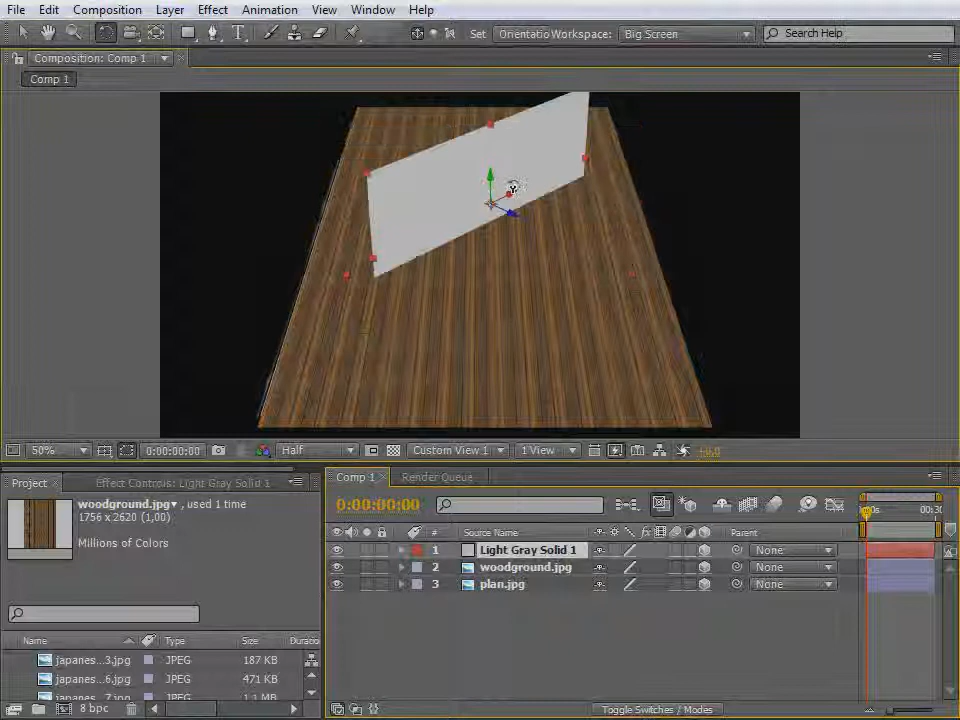 File Edit Composition Layer Effect Animation View Window Help
Set Orientatio Workspace: Big Screen Search Help
Composition: Comp 1
Comp 1
50% 0:00:00:00 Half Custom View 1 1 View +0,0
Project Effect Controls: Light Gray Solid 1 Comp 1 Render Queue
woodground.jpg , used 1 time
1756 x 2620 (1,00)
Millions of Colors
0:00:00:00 00s 00:30
# Source Name Parent
1 Light Gray Solid 1 None
2 woodground.jpg None
3 plan.jpg None
Name Type Size Duratio
japanes...3.jpg JPEG 187 KB
japanes...6.jpg JPEG 471 KB
japanes...7.jpg JPEG 1,1 MB
8 bpc Toggle Switches / Modes